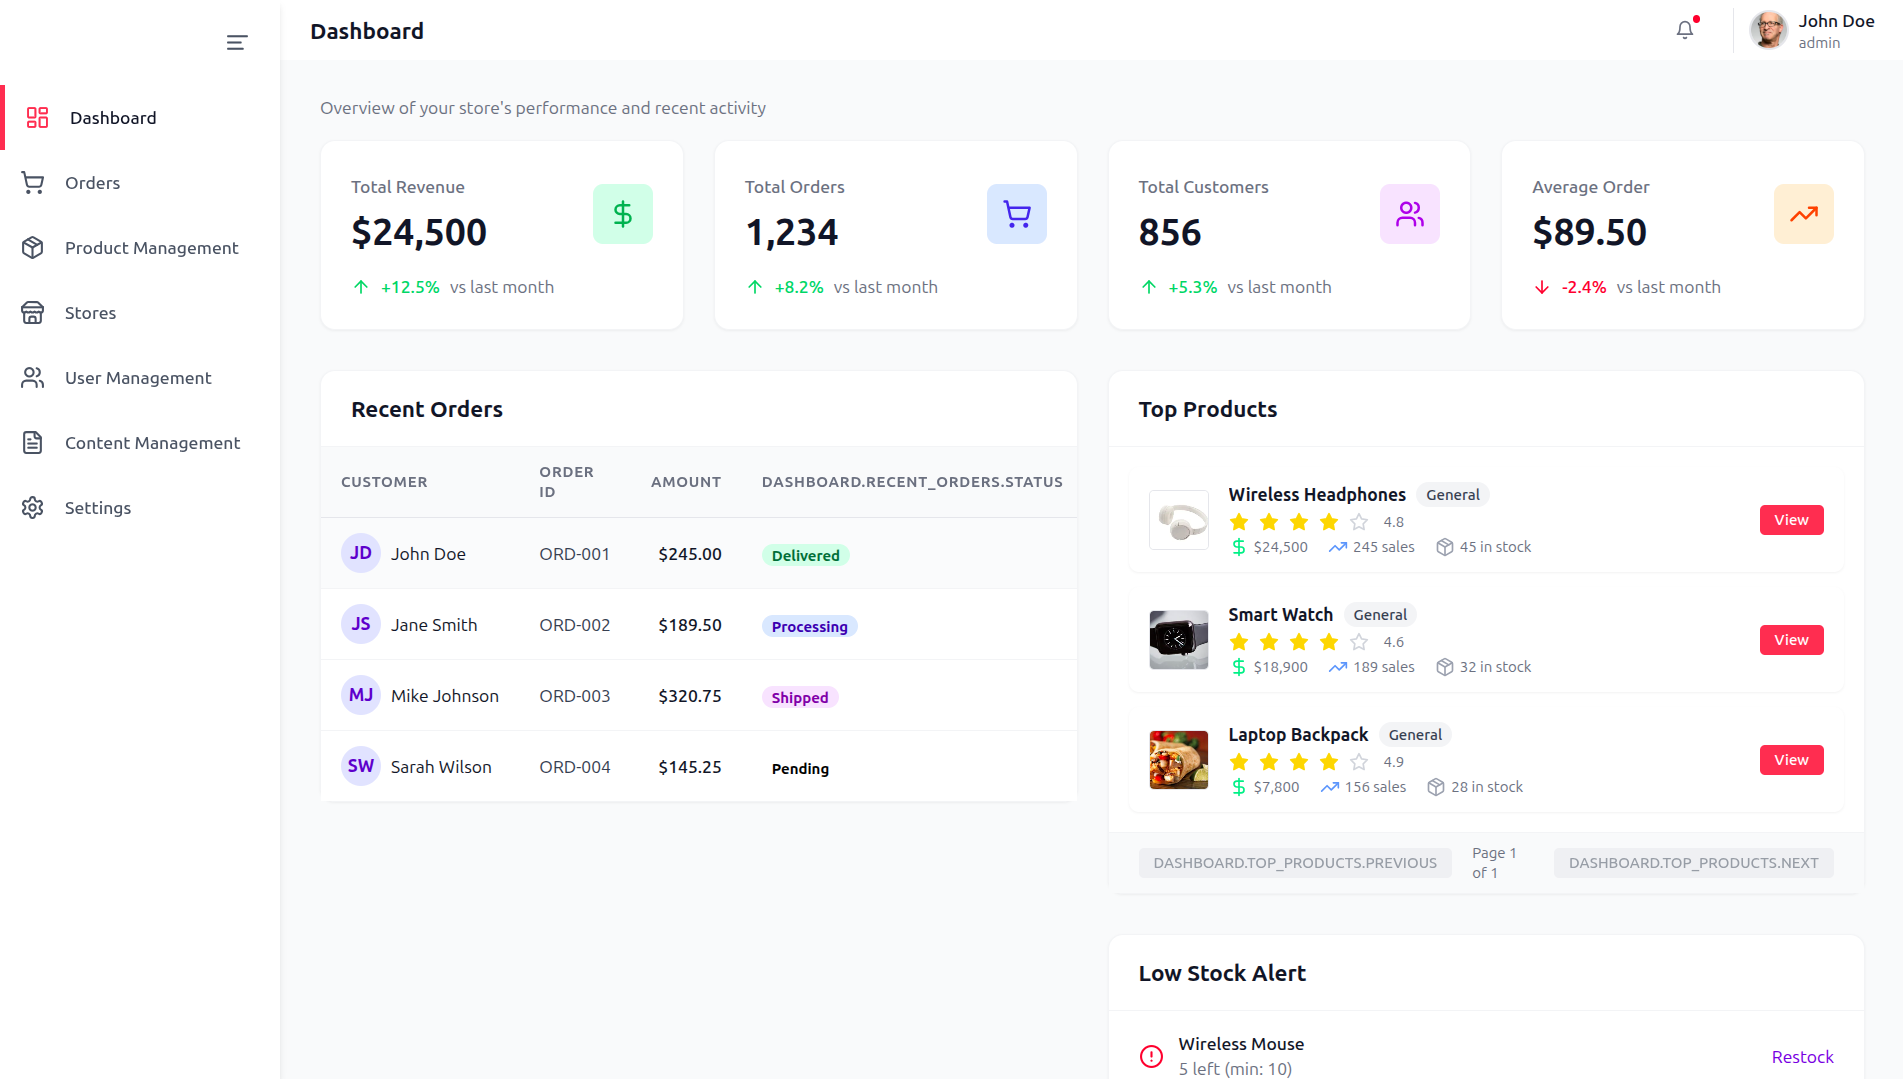 Dashboard
John Doe
admin
Dashboard
Orders
Product Management
Stores
User Management
Content Management
Settings
Overview of your store's performance and recent activity
Total Revenue
$24,500
+12.5% vs last month
Total Orders
1,234
+8.2% vs last month
Total Customers
856
+5.3% vs last month
Average Order
$89.50
-2.4% vs last month
Recent Orders
CUSTOMER ORDER ID AMOUNT DASHBOARD.RECENT_ORDERS.STATUS
JD John Doe ORD-001 $245.00 Delivered
JS Jane Smith ORD-002 $189.50 Processing
MJ Mike Johnson ORD-003 $320.75 Shipped
SW Sarah Wilson ORD-004 $145.25 Pending
Top Products
Wireless Headphones General
4.8
$24,500 245 sales 45 in stock
View
Smart Watch General
4.6
$18,900 189 sales 32 in stock
View
Laptop Backpack General
4.9
$7,800 156 sales 28 in stock
View
DASHBOARD.TOP_PRODUCTS.PREVIOUS Page 1 of 1 DASHBOARD.TOP_PRODUCTS.NEXT
Low Stock Alert
Wireless Mouse
5 left (min: 10)
Restock